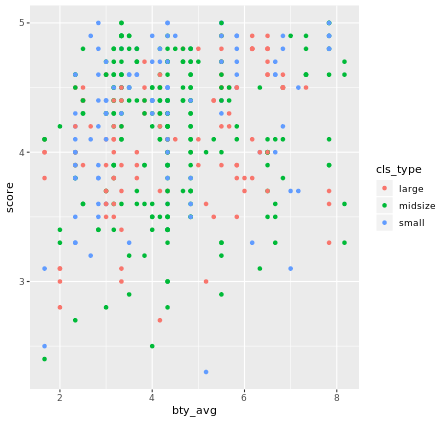 5
4
3
score
2
4
6
8
bty_avg
cls_type
large
midsize
small